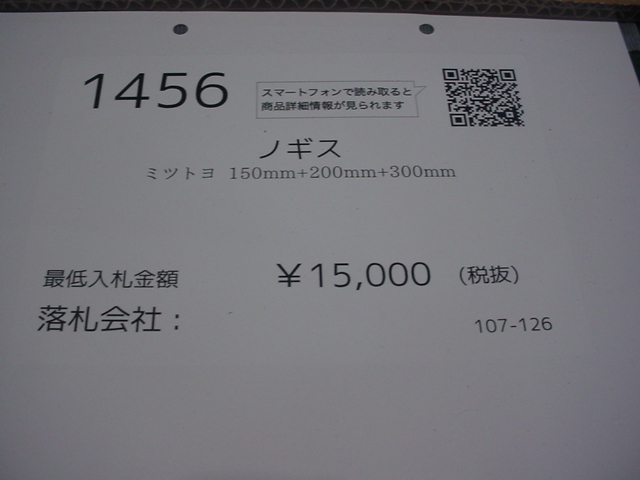 1456
スマートフォンで読み取ると
商品詳細情報が見られます
ノギス
ミツトヨ 150mm+200mm+300mm
最低入札金額 ￥15,000 （税抜）
落札会社：
107-126